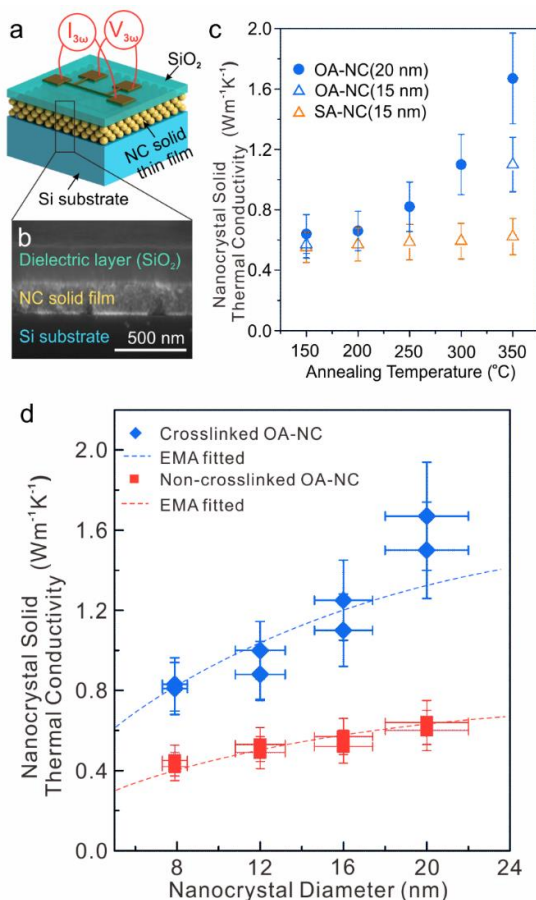 a
I3ω
V3ω
SiO2
NC solid
thin film
Si substrate
b
Dielectric layer (SiO2)
NC solid film
Si substrate
500 nm
c
Nanocrystal Solid
Thermal Conductivity (Wm⁻¹K⁻¹)
2.0
1.6
1.2
0.8
0.4
0.0
OA-NC(20 nm)
OA-NC(15 nm)
SA-NC(15 nm)
150 200 250 300 350
Annealing Temperature (°C)
d
Nanocrystal Solid
Thermal Conductivity (Wm⁻¹K⁻¹)
2.0
1.6
1.2
0.8
0.4
0.0
Crosslinked OA-NC
EMA fitted
Non-crosslinked OA-NC
EMA fitted
8 12 16 20 24
Nanocrystal Diameter (nm)